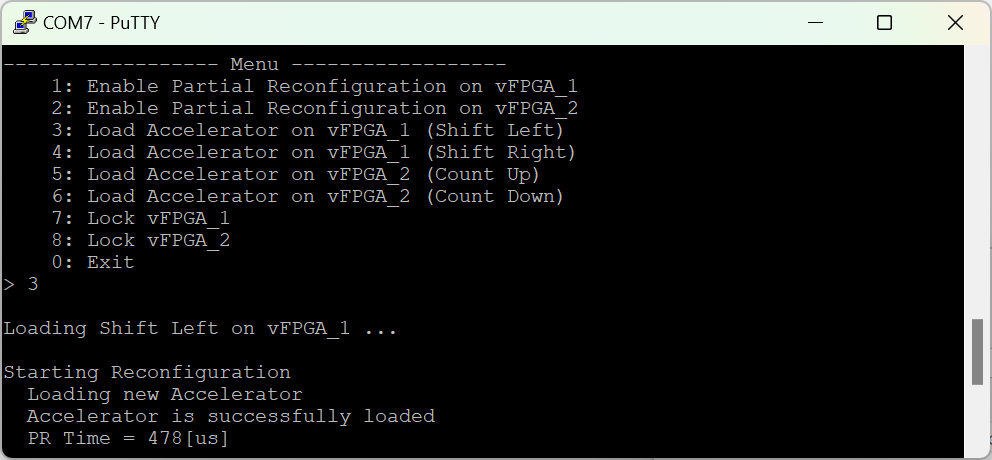 COM7 - PuTTY
------------------ Menu ------------------
1: Enable Partial Reconfiguration on vFPGA_1
2: Enable Partial Reconfiguration on vFPGA_2
3: Load Accelerator on vFPGA_1 (Shift Left)
4: Load Accelerator on vFPGA_1 (Shift Right)
5: Load Accelerator on vFPGA_2 (Count Up)
6: Load Accelerator on vFPGA_2 (Count Down)
7: Lock vFPGA_1
8: Lock vFPGA_2
0: Exit
> 3
Loading Shift Left on vFPGA_1 ...
Starting Reconfiguration
Loading new Accelerator
Accelerator is successfully loaded
PR Time = 478[us]